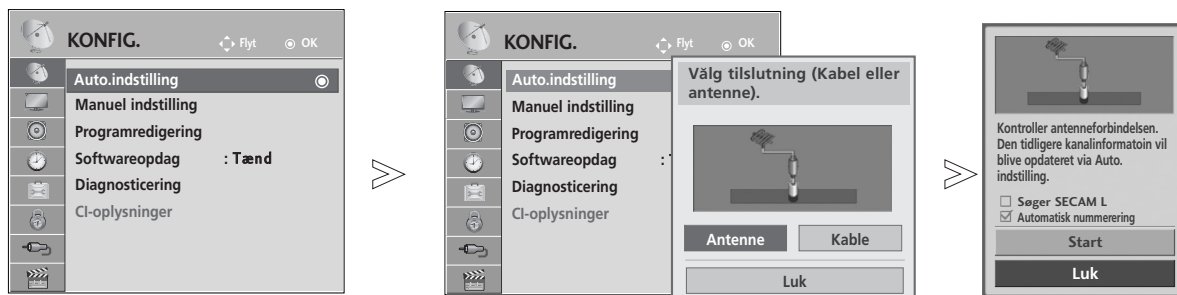 KONFIG. Flyt OK
Auto.indstilling
Manuel indstilling
Programredigering
Softwareopdag : Tænd
Diagnosticering
CI-oplysninger
KONFIG. Flyt OK
Auto.indstilling
Manuel indstilling
Programredigering
Softwareopdag : T
Diagnosticering
CI-oplysninger
Välg tilslutning (Kabel eller
antenne).
Antenne Kable
Luk
Kontroller antenneforbindelsen.
Den tidligere kanalinformatoin vil
blive opdateret via Auto.
indstilling.
Søger SECAM L
Automatisk nummerering
Start
Luk